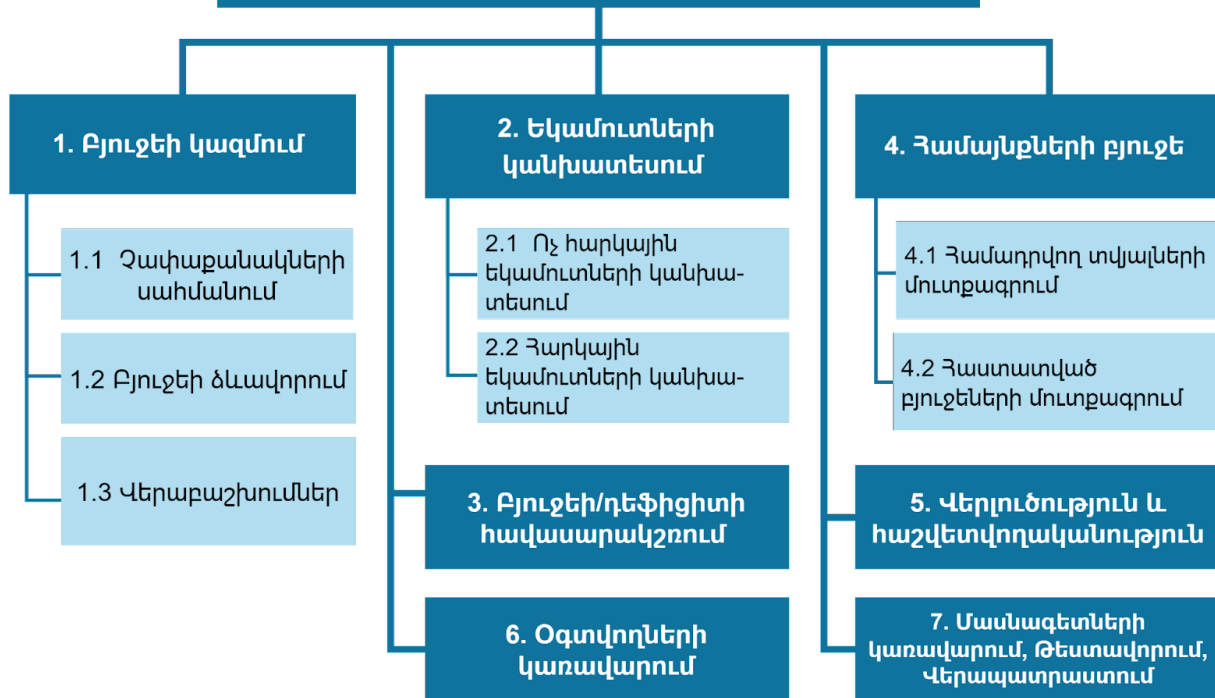 1. Բյուջեի կազմում
1.1 Չափաքանակների
սահմանում
1.2 Բյուջեի ձևավորում
1.3 Վերաբաշխումներ
2. Եկամուտների
կանխատեսում
2.1 Ոչ հարկային
եկամուտների կանխա-
տեսում
2.2 Հարկային
եկամուտների կանխա-
տեսում
3. Բյուջեի/դեֆիցիտի
հավասարակշռում
6. Օգտվողների
կառավարում
4. Համայնքների բյուջե
4.1 Համադրվող տվյալների
մուտքագրում
4.2 Հաստատված
բյուջեների մուտքագրում
5. Վերլուծություն և
հաշվետվողականություն
7. Մասնագետների
կառավարում, Թեստավորում,
Վերապատրաստում